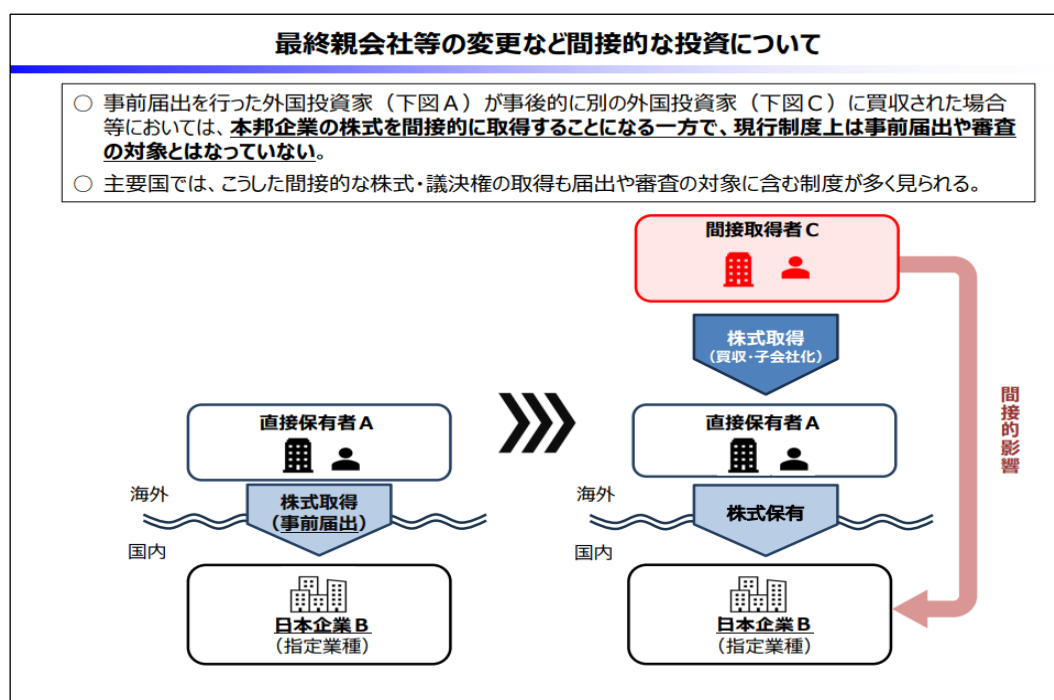 最終親会社等の変更など間接的な投資について
○ 事前届出を行った外国投資家（下図A）が事後的に別の外国投資家（下図C）に買収された場合
等においては、本邦企業の株式を間接的に取得することになる一方で、現行制度上は事前届出や審査
の対象とはなっていない。
○ 主要国では、こうした間接的な株式・議決権の取得も届出や審査の対象に含む制度が多く見られる。
間接取得者C
株式取得
（買収・子会社化）
間接的影響
直接保有者A
海外
株式取得
（事前届出）
国内
日本企業B
（指定業種）
直接保有者A
海外
株式保有
国内
日本企業B
（指定業種）